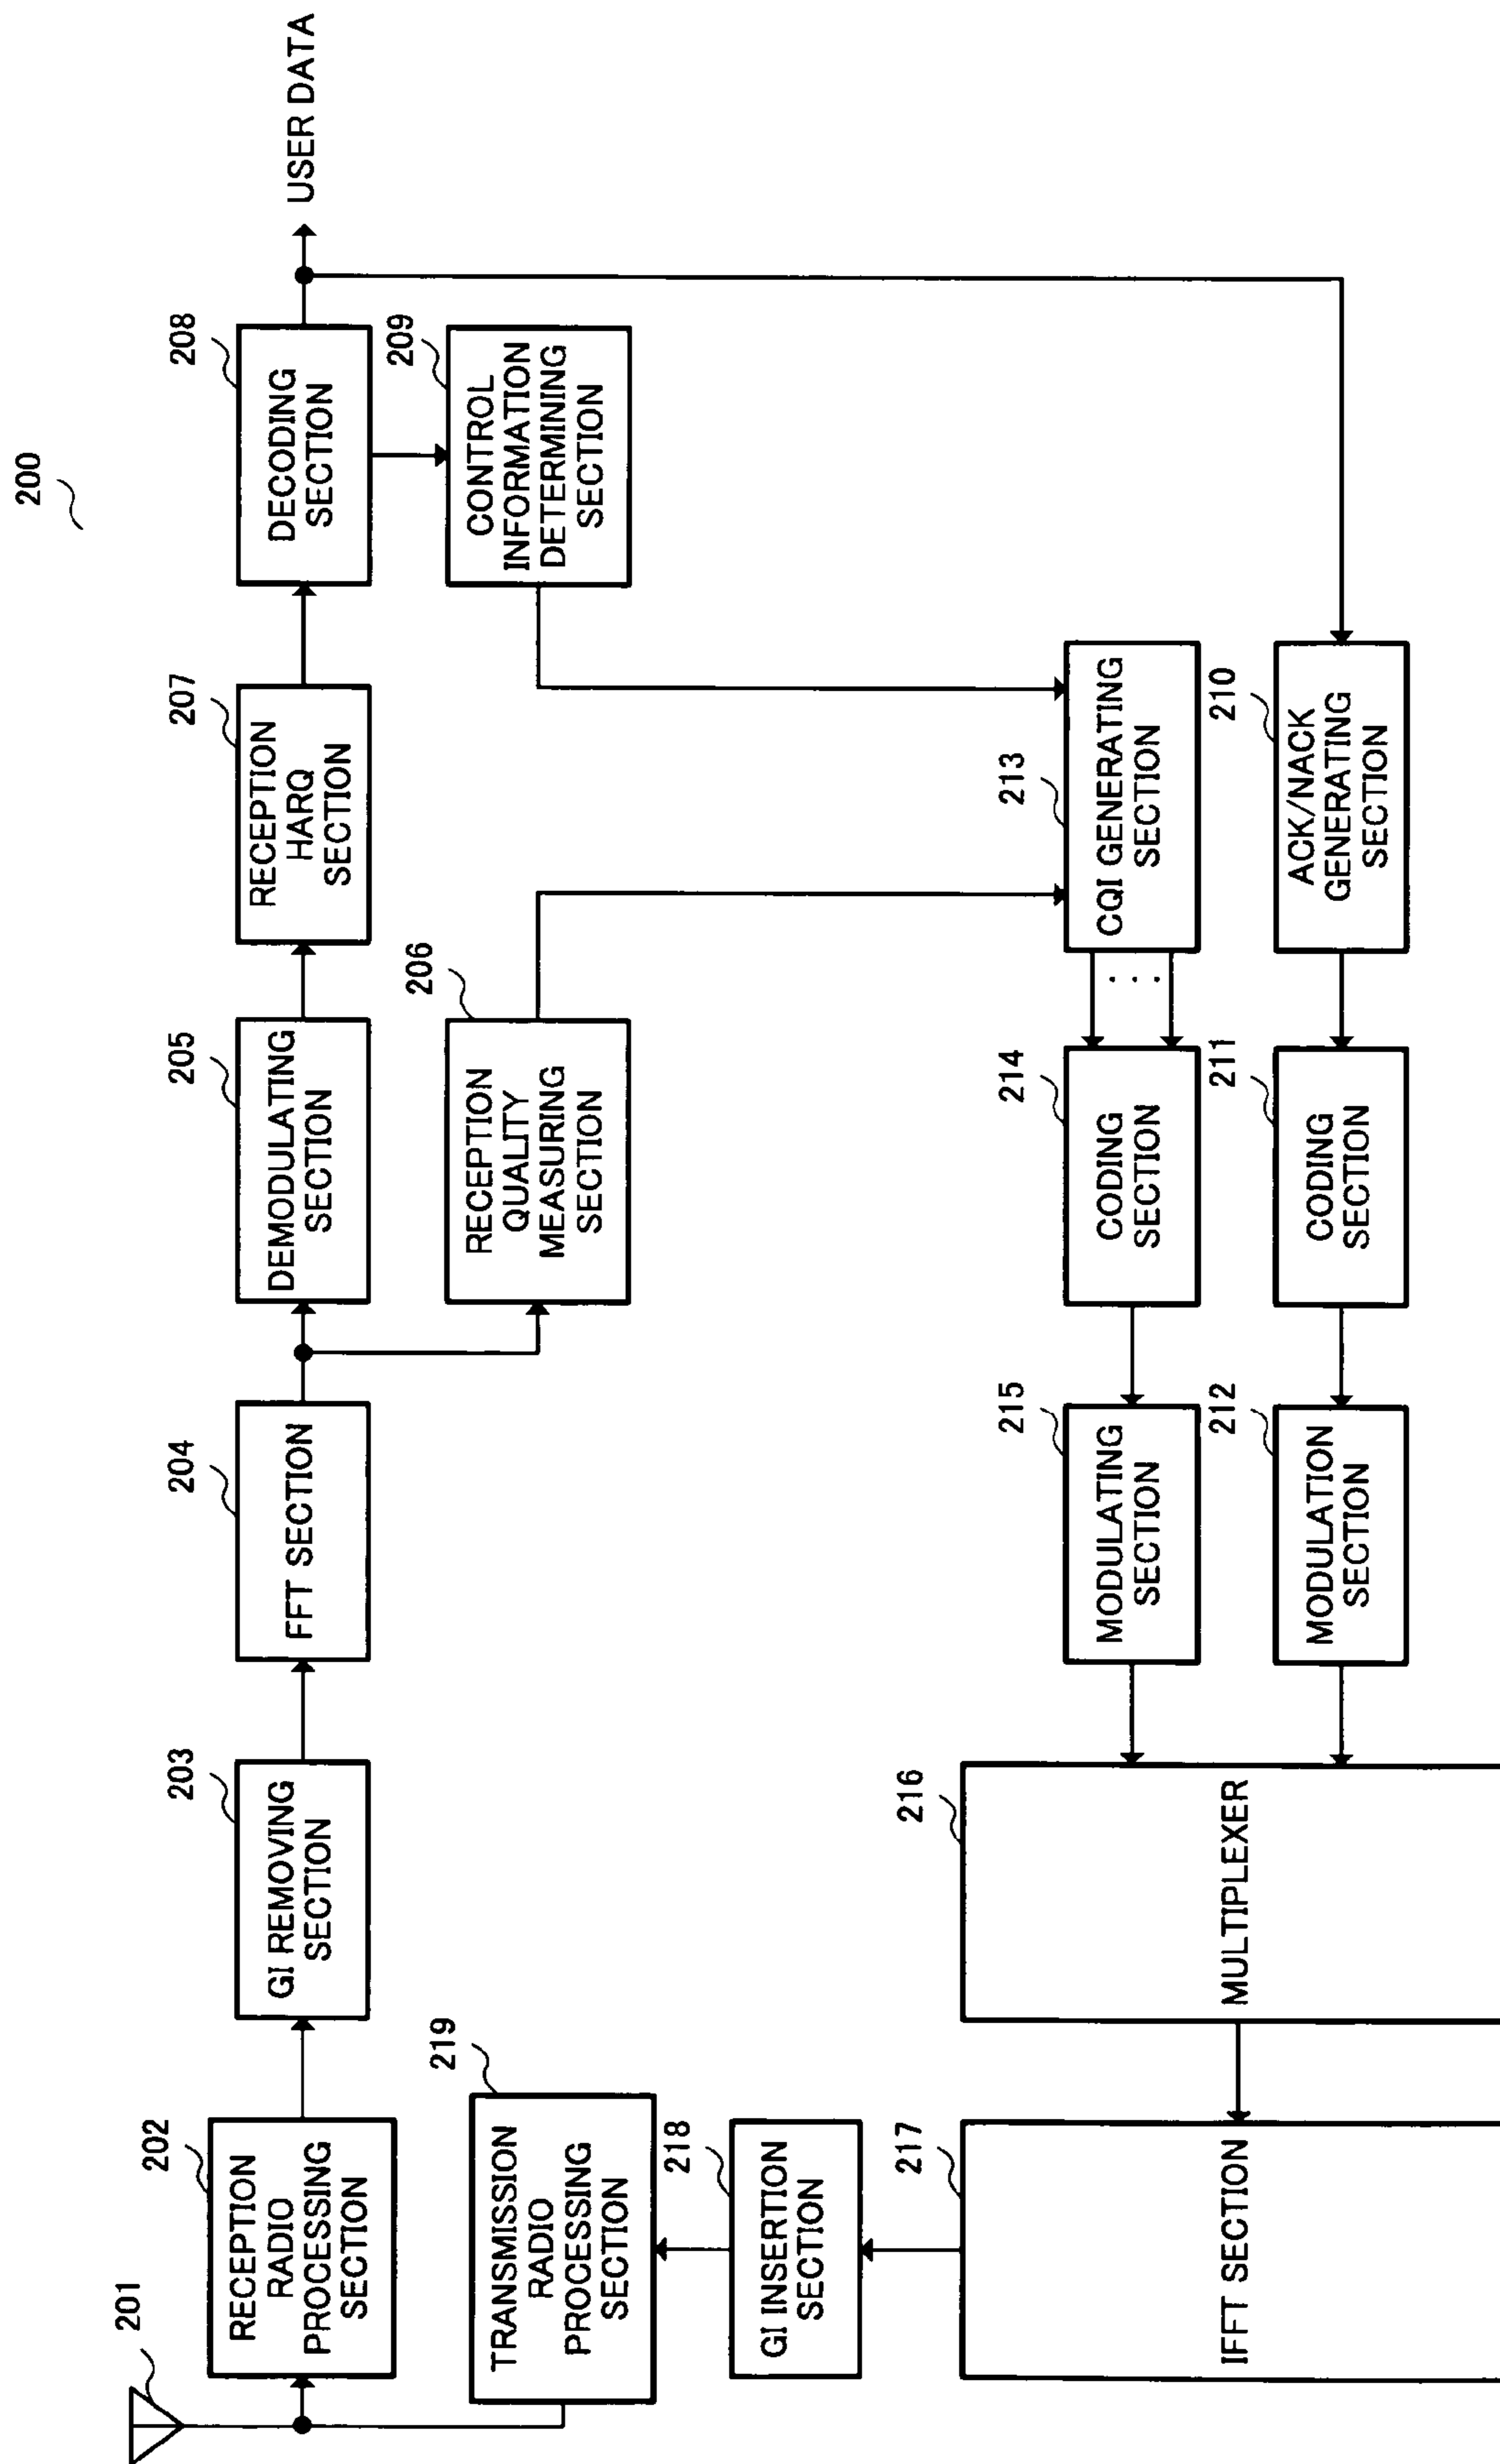 200
201
202
RECEPTION
RADIO
PROCESSING
SECTION
203
GI REMOVING
SECTION
204
FFT SECTION
205
DEMODULATING
SECTION
207
RECEPTION
HARQ
SECTION
208
DECODING
SECTION
USER DATA
206
RECEPTION
QUALITY
MEASURING
SECTION
209
CONTROL
INFORMATION
DETERMINING
SECTION
219
TRANSMISSION
RADIO
PROCESSING
SECTION
218
GI INSERTION
SECTION
217
IFFT SECTION
216
MULTIPLEXER
215
MODULATING
SECTION
214
CODING
SECTION
213
CQI GENERATING
SECTION
212
MODULATION
SECTION
211
CODING
SECTION
210
ACK/NACK
GENERATING
SECTION